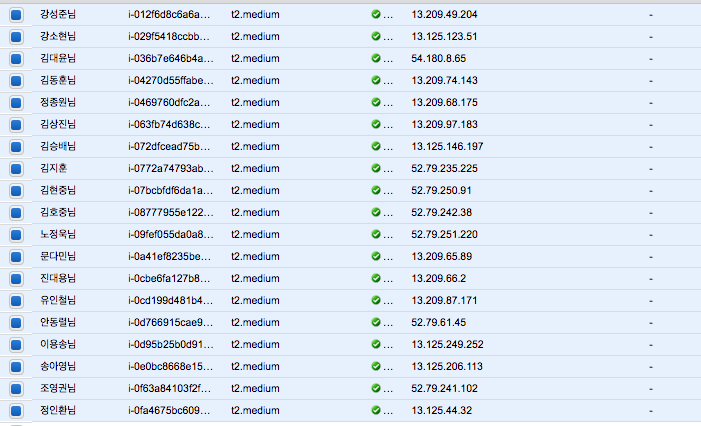 강성준님 i-012f6d8c6a6a... t2.medium ... 13.209.49.204 -
강소현님 i-029f5418ccbb... t2.medium ... 13.125.123.51 -
김대윤님 i-036b7e646b4a... t2.medium ... 54.180.8.65 -
김동훈님 i-04270d55ffabe... t2.medium ... 13.209.74.143 -
정종원님 i-0469760dfc2a... t2.medium ... 13.209.68.175 -
김상진님 i-063fb74d638c... t2.medium ... 13.209.97.183 -
김승배님 i-072dfcead75b... t2.medium ... 13.125.146.197 -
김지훈 i-0772a74793ab... t2.medium ... 52.79.235.225 -
김현중님 i-07bcbfdf6da1a... t2.medium ... 52.79.250.91 -
김호중님 i-08777955e122... t2.medium ... 52.79.242.38 -
노정욱님 i-09fef055da0a8... t2.medium ... 52.79.251.220 -
문다민님 i-0a41ef8235be... t2.medium ... 13.209.65.89 -
진대용님 i-0cbe6fa127b8... t2.medium ... 13.209.66.2 -
유인철님 i-0cd199d481b4... t2.medium ... 13.209.87.171 -
안동렬님 i-0d766915cae9... t2.medium ... 52.79.61.45 -
이용송님 i-0d95b25b0d91... t2.medium ... 13.125.249.252 -
송아영님 i-0e0bc8668e15... t2.medium ... 13.125.206.113 -
조영권님 i-0f63a84103f2f... t2.medium ... 52.79.241.102 -
정인환님 i-0fa4675bc609... t2.medium ... 13.125.44.32 -